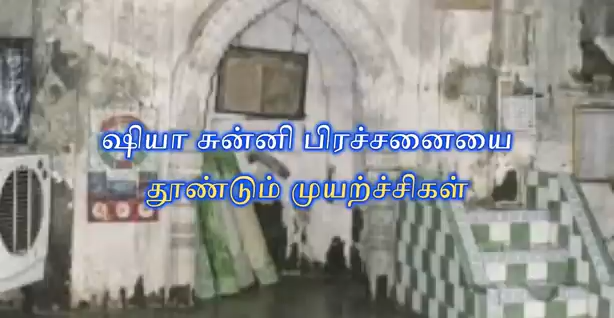 ஷியா சுன்னி பிரச்சனையை
தூண்டும் முயற்ச்சிகள்